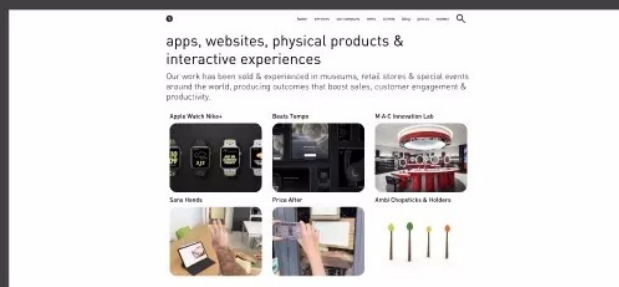 apps, websites, physical products &
interactive experiences
Our work has been sold & experienced in museums, retail stores & special events
around the world, producing outcomes that boost sales, customer engagement &
productivity.
Apple Watch Nike+ Beats Tempo M·A·C Innovation Lab
Sans Hands Price After Ambi Chopsticks & Holders